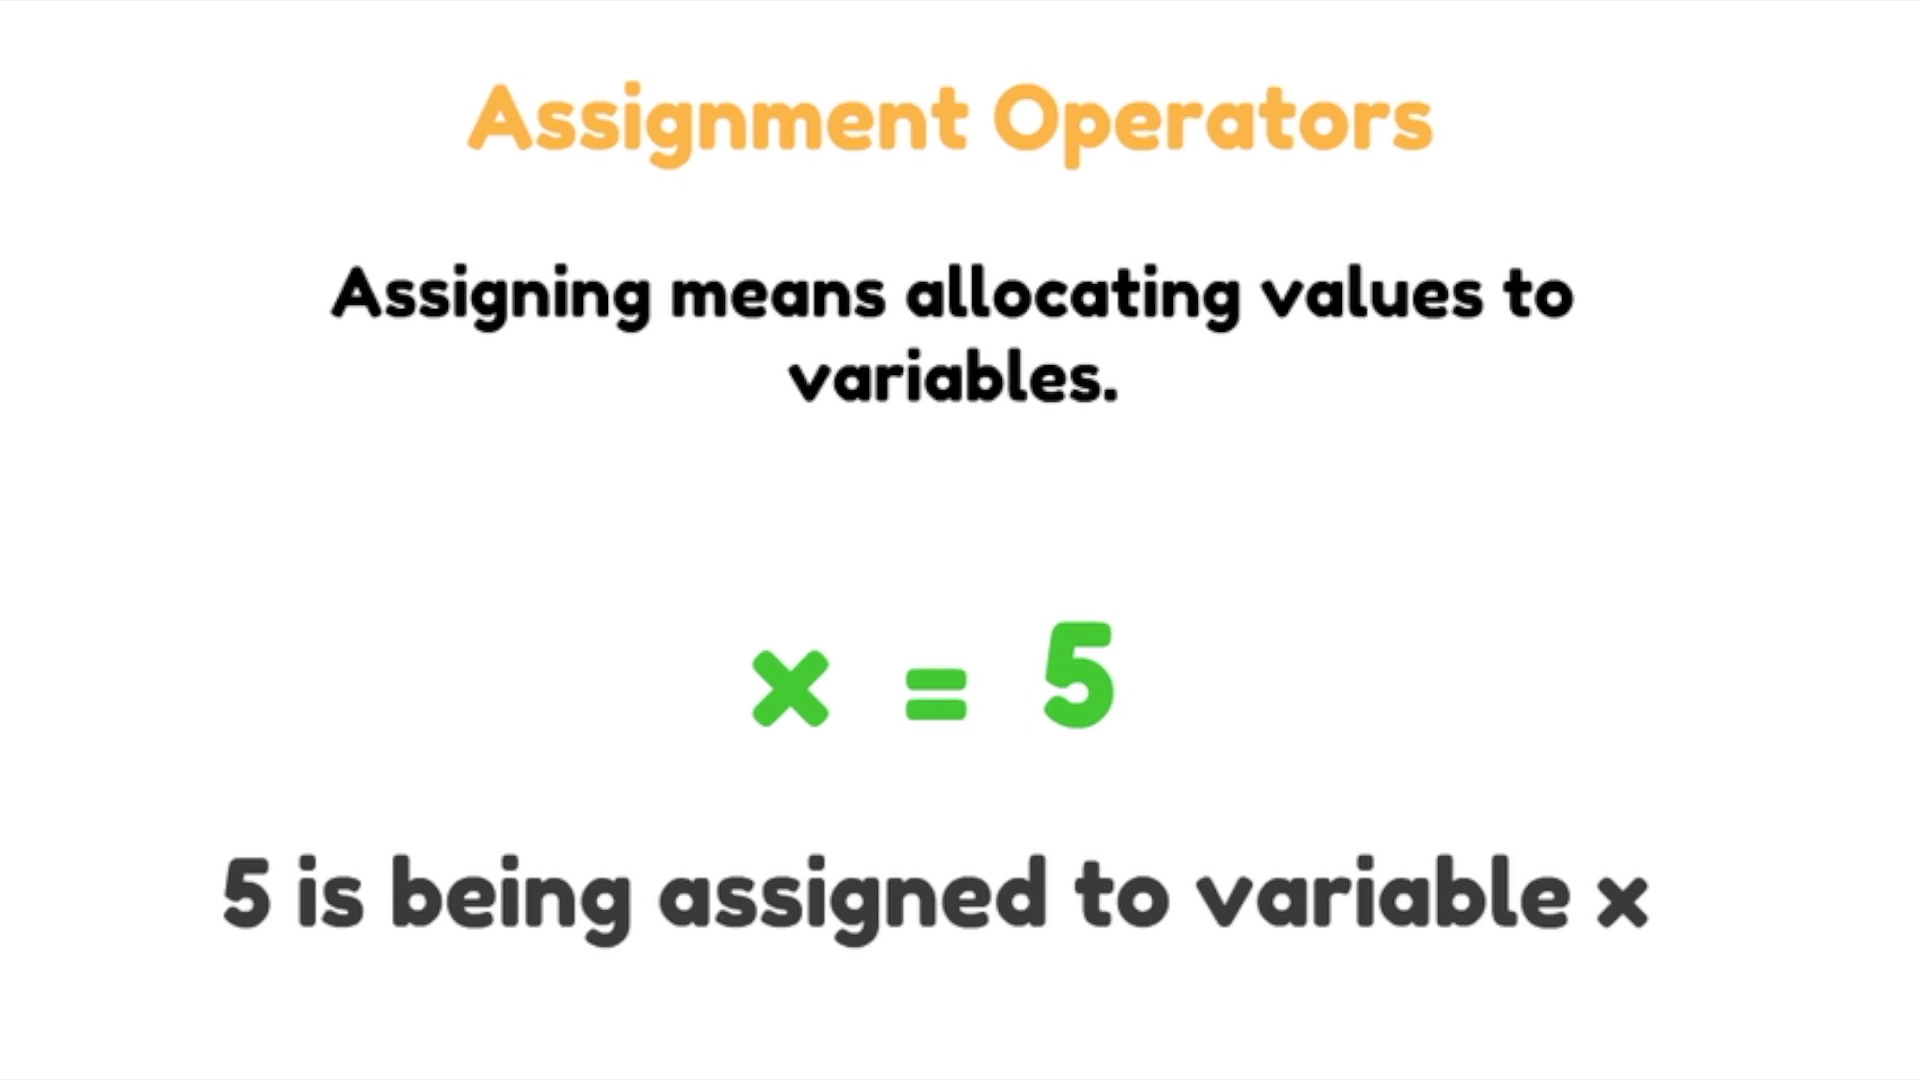 Assignment Operators
Assigning means allocating values to
variables.
x = 5
5 is being assigned to variable x